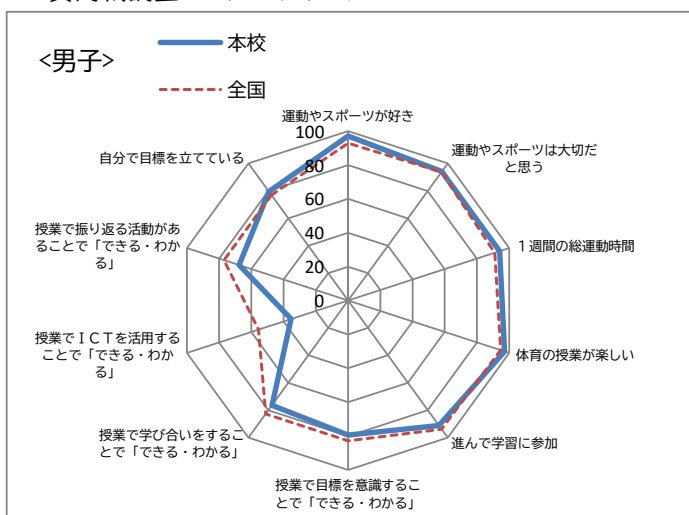 <男子>
本校
全国
運動やスポーツが好き
運動やスポーツは大切だ
と思う
１週間の総運動時間
体育の授業が楽しい
進んで学習に参加
授業で目標を意識するこ
とで「できる・わかる」
授業で学び合いをするこ
とで「できる・わかる」
授業でＩＣＴを活用する
ことで「できる・わか
る」
授業で振り返る活動があ
ることで「できる・わか
る」
自分で目標を立てている
100
80
60
40
20
0